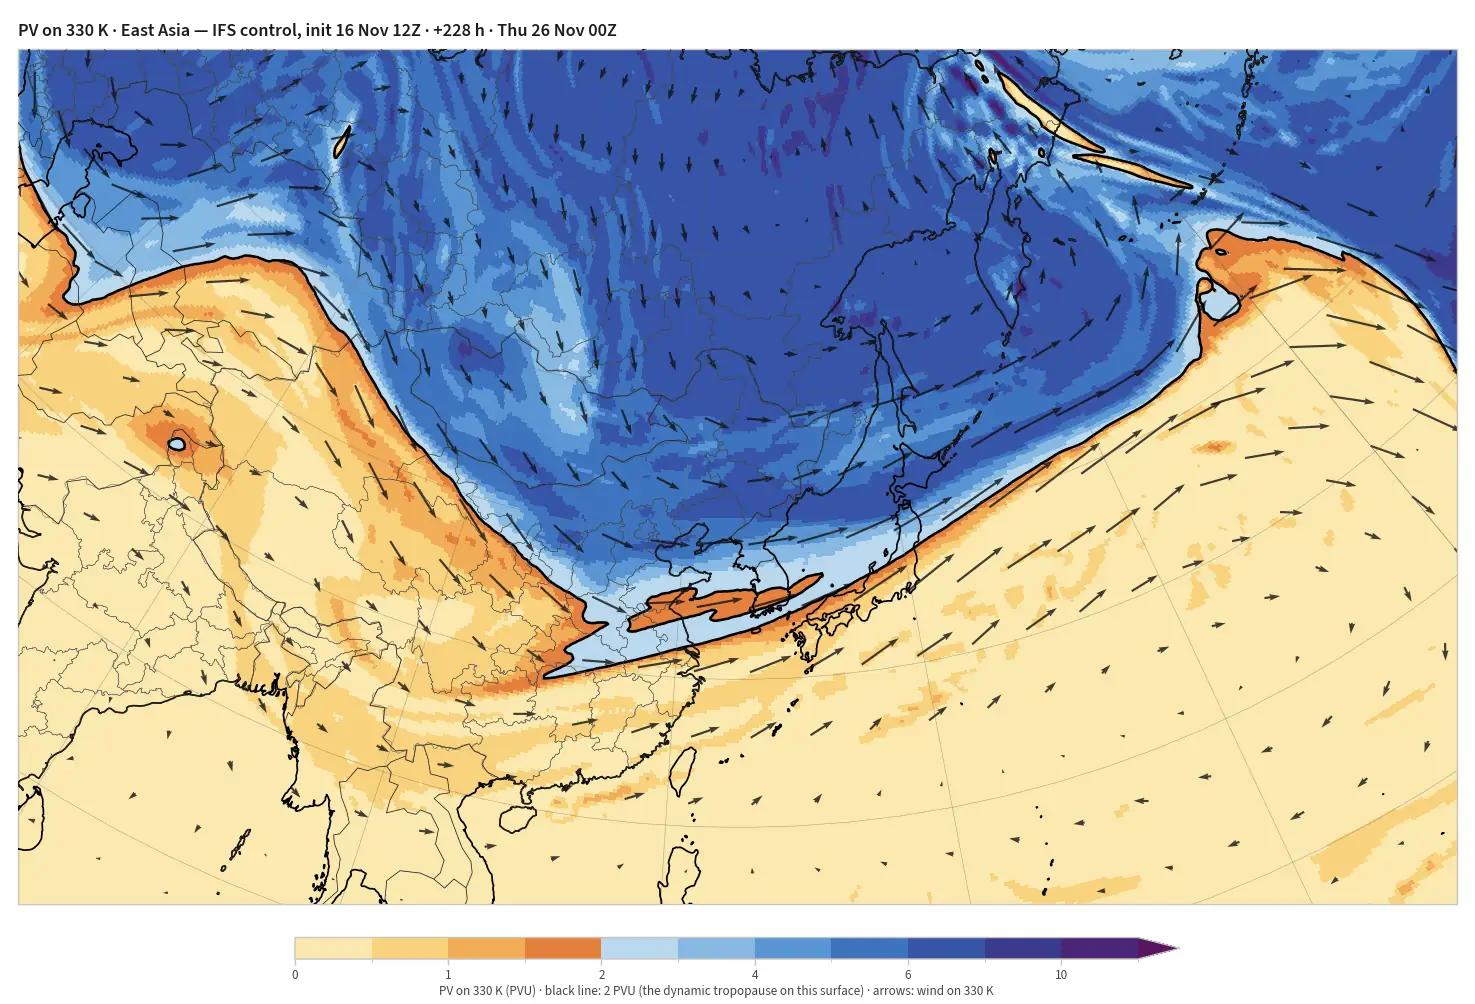 PV on 330 K · East Asia — IFS control, init 16 Nov 12Z · +228 h · Thu 26 Nov 00Z
0 1 2 4 6 10
PV on 330 K (PVU) · black line: 2 PVU (the dynamic tropopause on this surface) · arrows: wind on 330 K